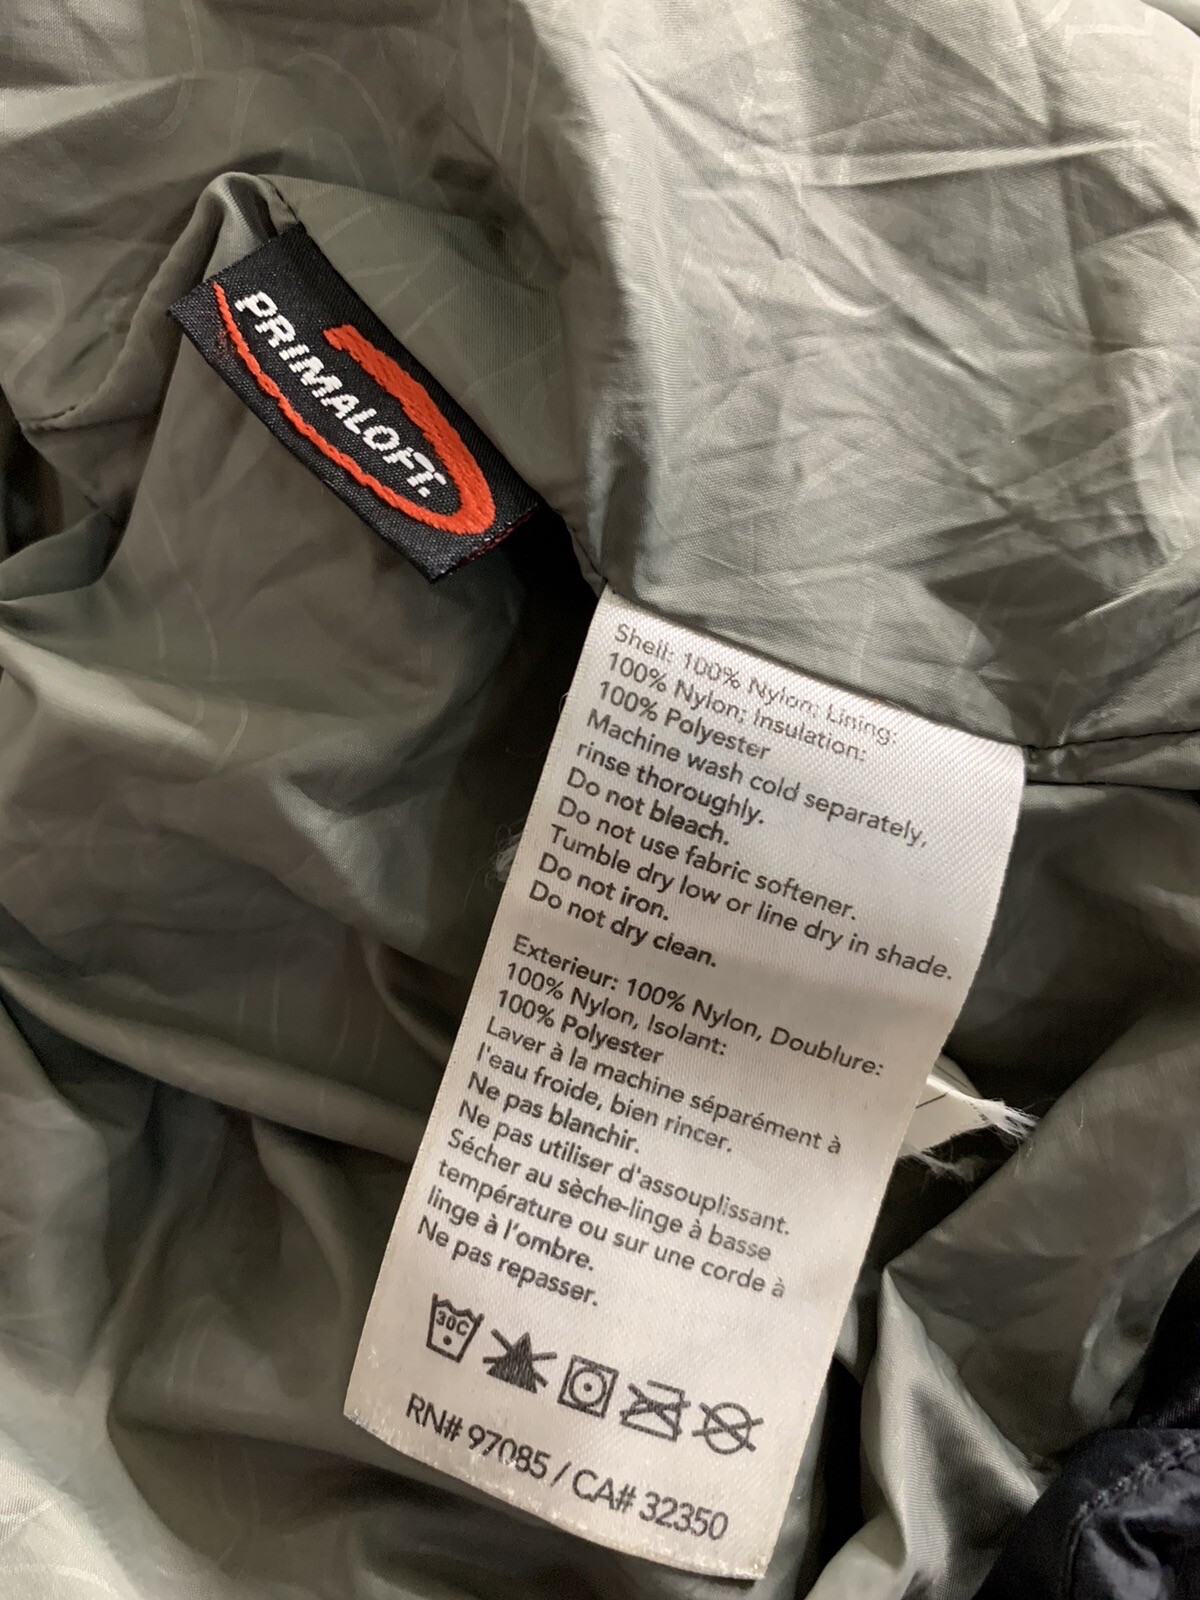 PRIMALOFT.
Shell: 100% Nylon; Lining:
100% Nylon; Insulation:
100% Polyester
Machine wash cold separately,
rinse thoroughly.
Do not bleach.
Do not use fabric softener.
Tumble dry low or line dry in shade.
Do not iron.
Do not dry clean.
Exterieur: 100% Nylon, Doublure:
100% Nylon, Isolant:
100% Polyester
Laver à la machine séparément à
l'eau froide, bien rincer.
Ne pas blanchir.
Ne pas utiliser d'assouplissant.
Sécher au sèche-linge à basse
température ou sur une corde à
linge à l'ombre.
Ne pas repasser.
30C
RN# 97085 / CA# 32350